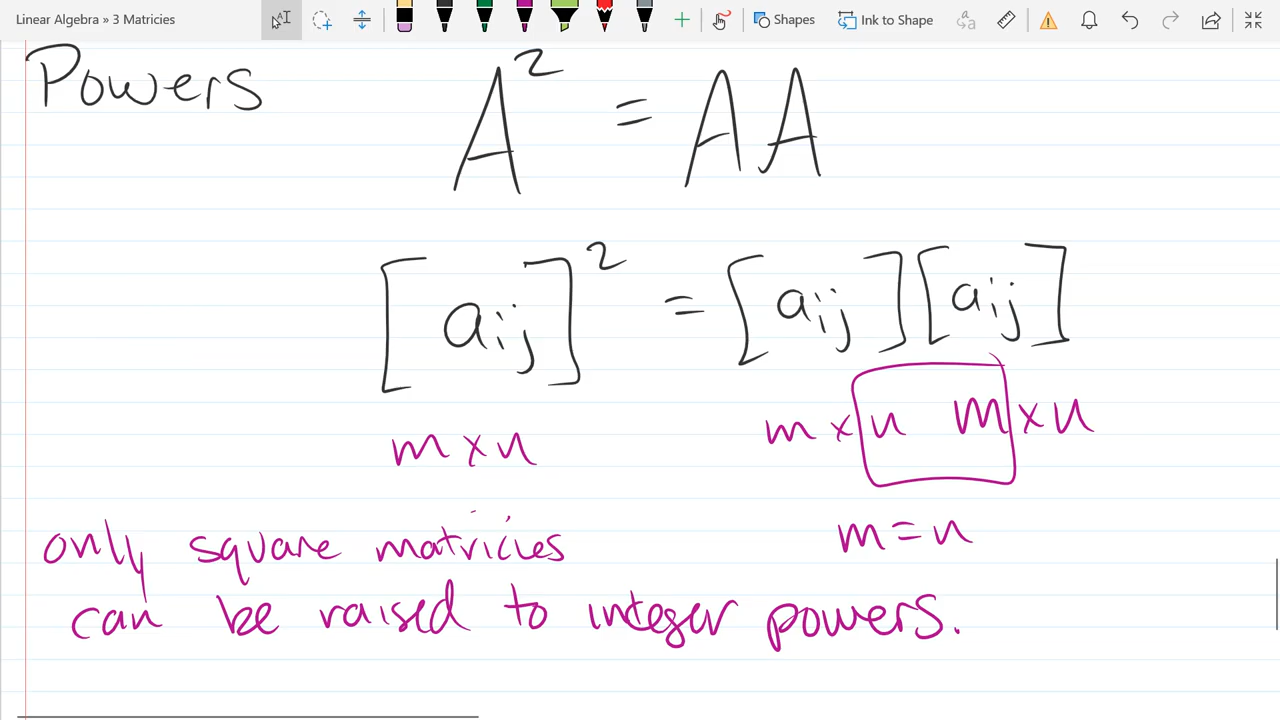 Linear Algebra » 3 Matricies
Shapes
Ink to Shape
Powers
A² = AA
[aij]² = [aij][aij]
m×n
m×n m×n
m=n
only square matricies
can be raised to integer powers.